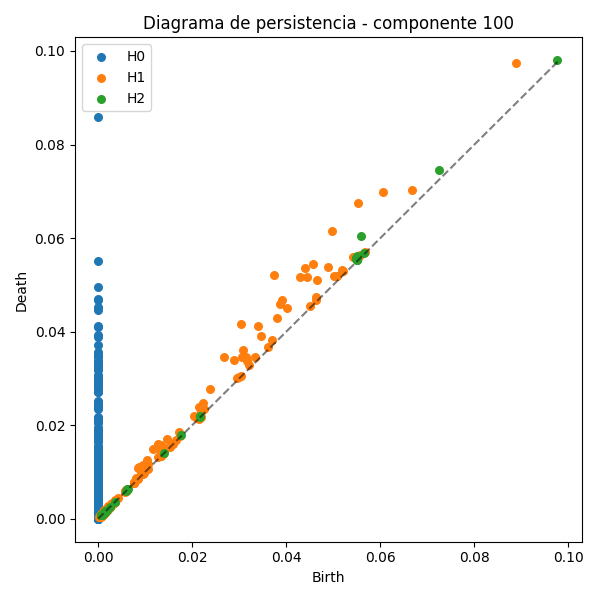 Diagrama de persistencia - componente 100
H0
H1
H2
0.10
0.08
0.06
0.04
0.02
0.00
Death
0.00 0.02 0.04 0.06 0.08 0.10
Birth